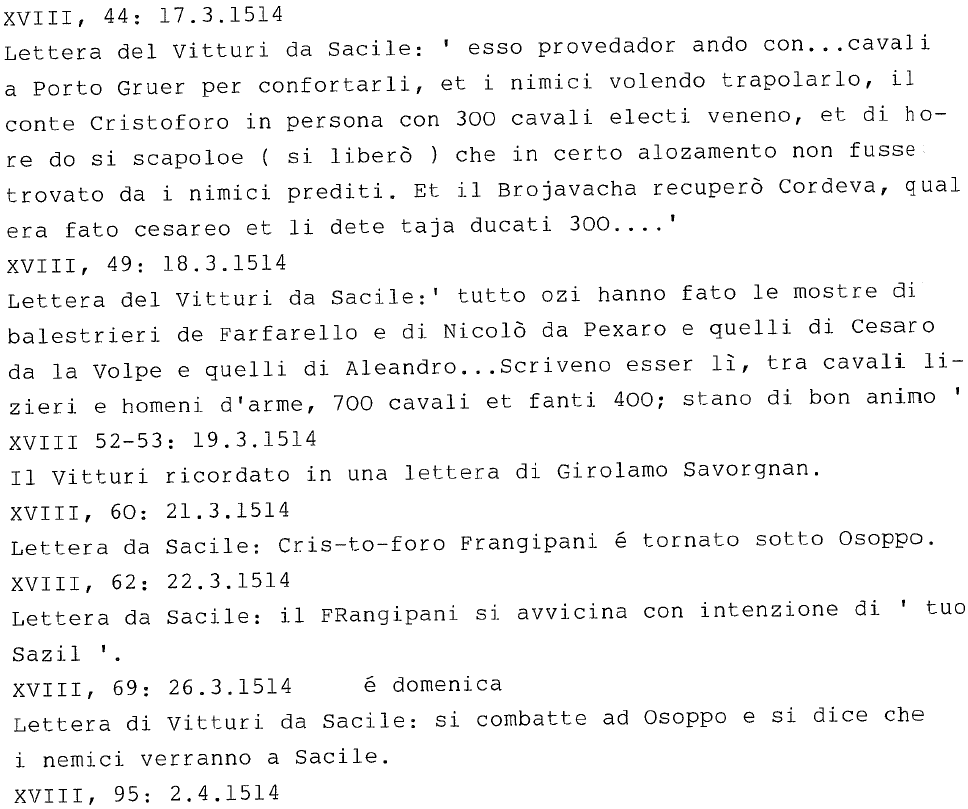 XVIII, 44: 17.3.1514
Lettera del Vitturi da Sacile: ' esso provedador ando con...cavali
a Porto Gruer per confortarli, et i nimici volendo trapolarlo, il
conte Cristoforo in persona con 300 cavali electi veneno, et di ho-
re do si scapoloe ( si liberò ) che in certo alozamento non fusse
trovato da i nimici prediti. Et il Brojavacha recuperò Cordeva, qual
era fato cesareo et li dete taja ducati 300....'
XVIII, 49: 18.3.1514
Lettera del Vitturi da Sacile:' tutto ozi hanno fato le mostre di
balestrieri de Farfarello e di Nicolò da Pexaro e quelli di Cesaro
da la Volpe e quelli di Aleandro...Scriveno esser lì, tra cavali li-
zieri e homeni d'arme, 700 cavali et fanti 400; stano di bon animo '
XVIII 52-53: 19.3.1514
Il Vitturi ricordato in una lettera di Girolamo Savorgnan.
XVIII, 60: 21.3.1514
Lettera da Sacile: Cris-to-foro Frangipani é tornato sotto Osoppo.
XVIII, 62: 22.3.1514
Lettera da Sacile: il FRangipani si avvicina con intenzione di ' tuo
Sazil '.
XVIII, 69: 26.3.1514 é domenica
Lettera di Vitturi da Sacile: si combatte ad Osoppo e si dice che
i nemici verranno a Sacile.
XVIII, 95: 2.4.1514